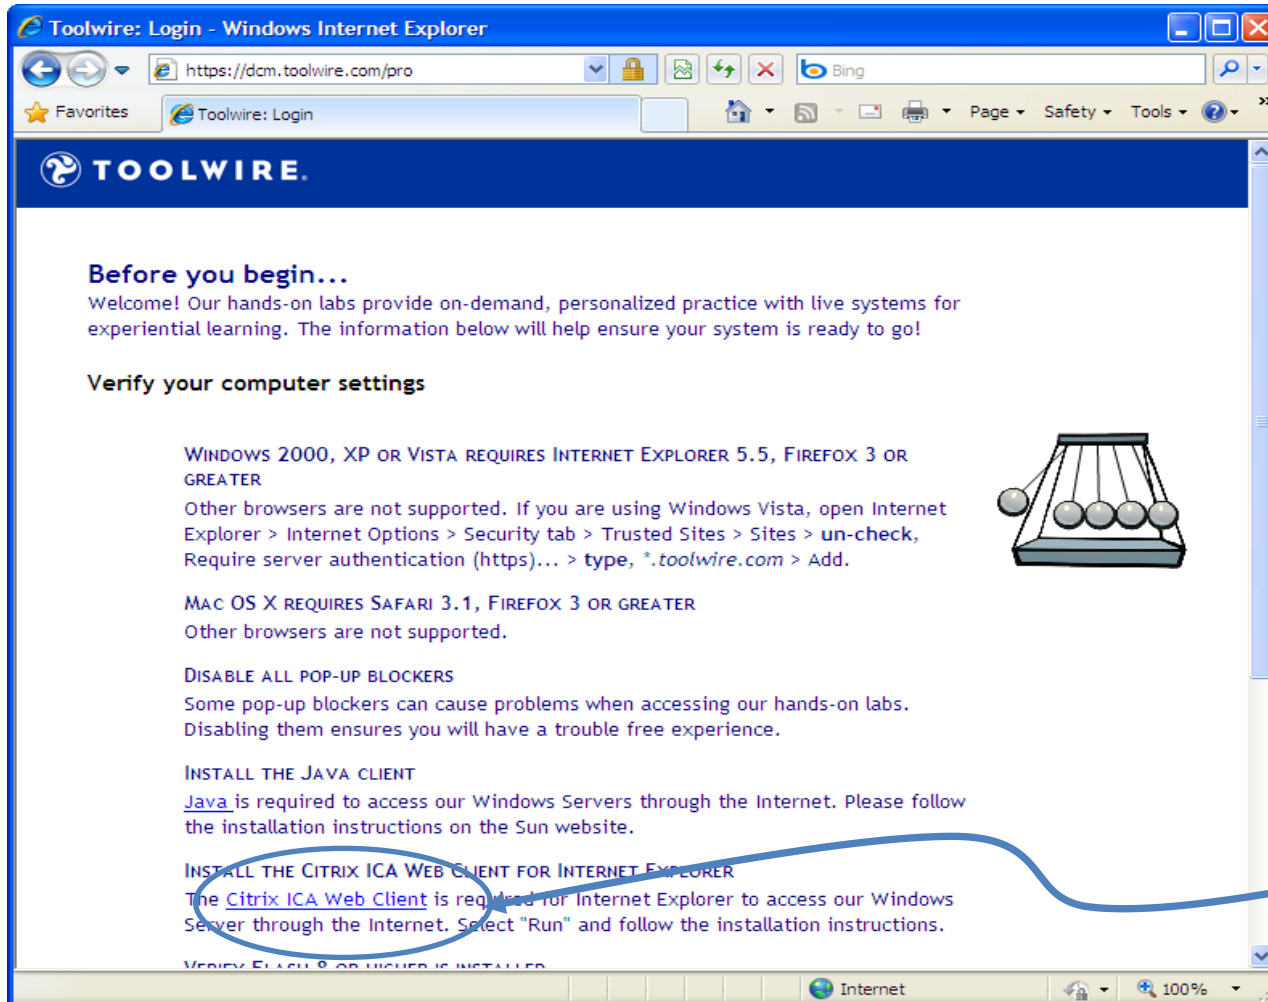 Toolwire: Login - Windows Internet Explorer
https://dcm.toolwire.com/pro
Bing
Favorites
Toolwire: Login
Page
Safety
Tools
»
TOOLWIRE.
Before you begin...
Welcome! Our hands-on labs provide on-demand, personalized practice with live systems for
experiential learning. The information below will help ensure your system is ready to go!
Verify your computer settings
WINDOWS 2000, XP OR VISTA REQUIRES INTERNET EXPLORER 5.5, FIREFOX 3 OR
GREATER
Other browsers are not supported. If you are using Windows Vista, open Internet
Explorer > Internet Options > Security tab > Trusted Sites > Sites > un-check,
Require server authentication (https)... > type, *.toolwire.com > Add.
MAC OS X REQUIRES SAFARI 3.1, FIREFOX 3 OR GREATER
Other browsers are not supported.
DISABLE ALL POP-UP BLOCKERS
Some pop-up blockers can cause problems when accessing our hands-on labs.
Disabling them ensures you will have a trouble free experience.
INSTALL THE JAVA CLIENT
Java is required to access our Windows Servers through the Internet. Please follow
the installation instructions on the Sun website.
INSTALL THE CITRIX ICA WEB CLIENT FOR INTERNET EXPLORER
The Citrix ICA Web Client is required for Internet Explorer to access our Windows
Server through the Internet. Select "Run" and follow the installation instructions.
VERIFY FLASH 8 OR HIGHER IS INSTALLED
Internet
100%